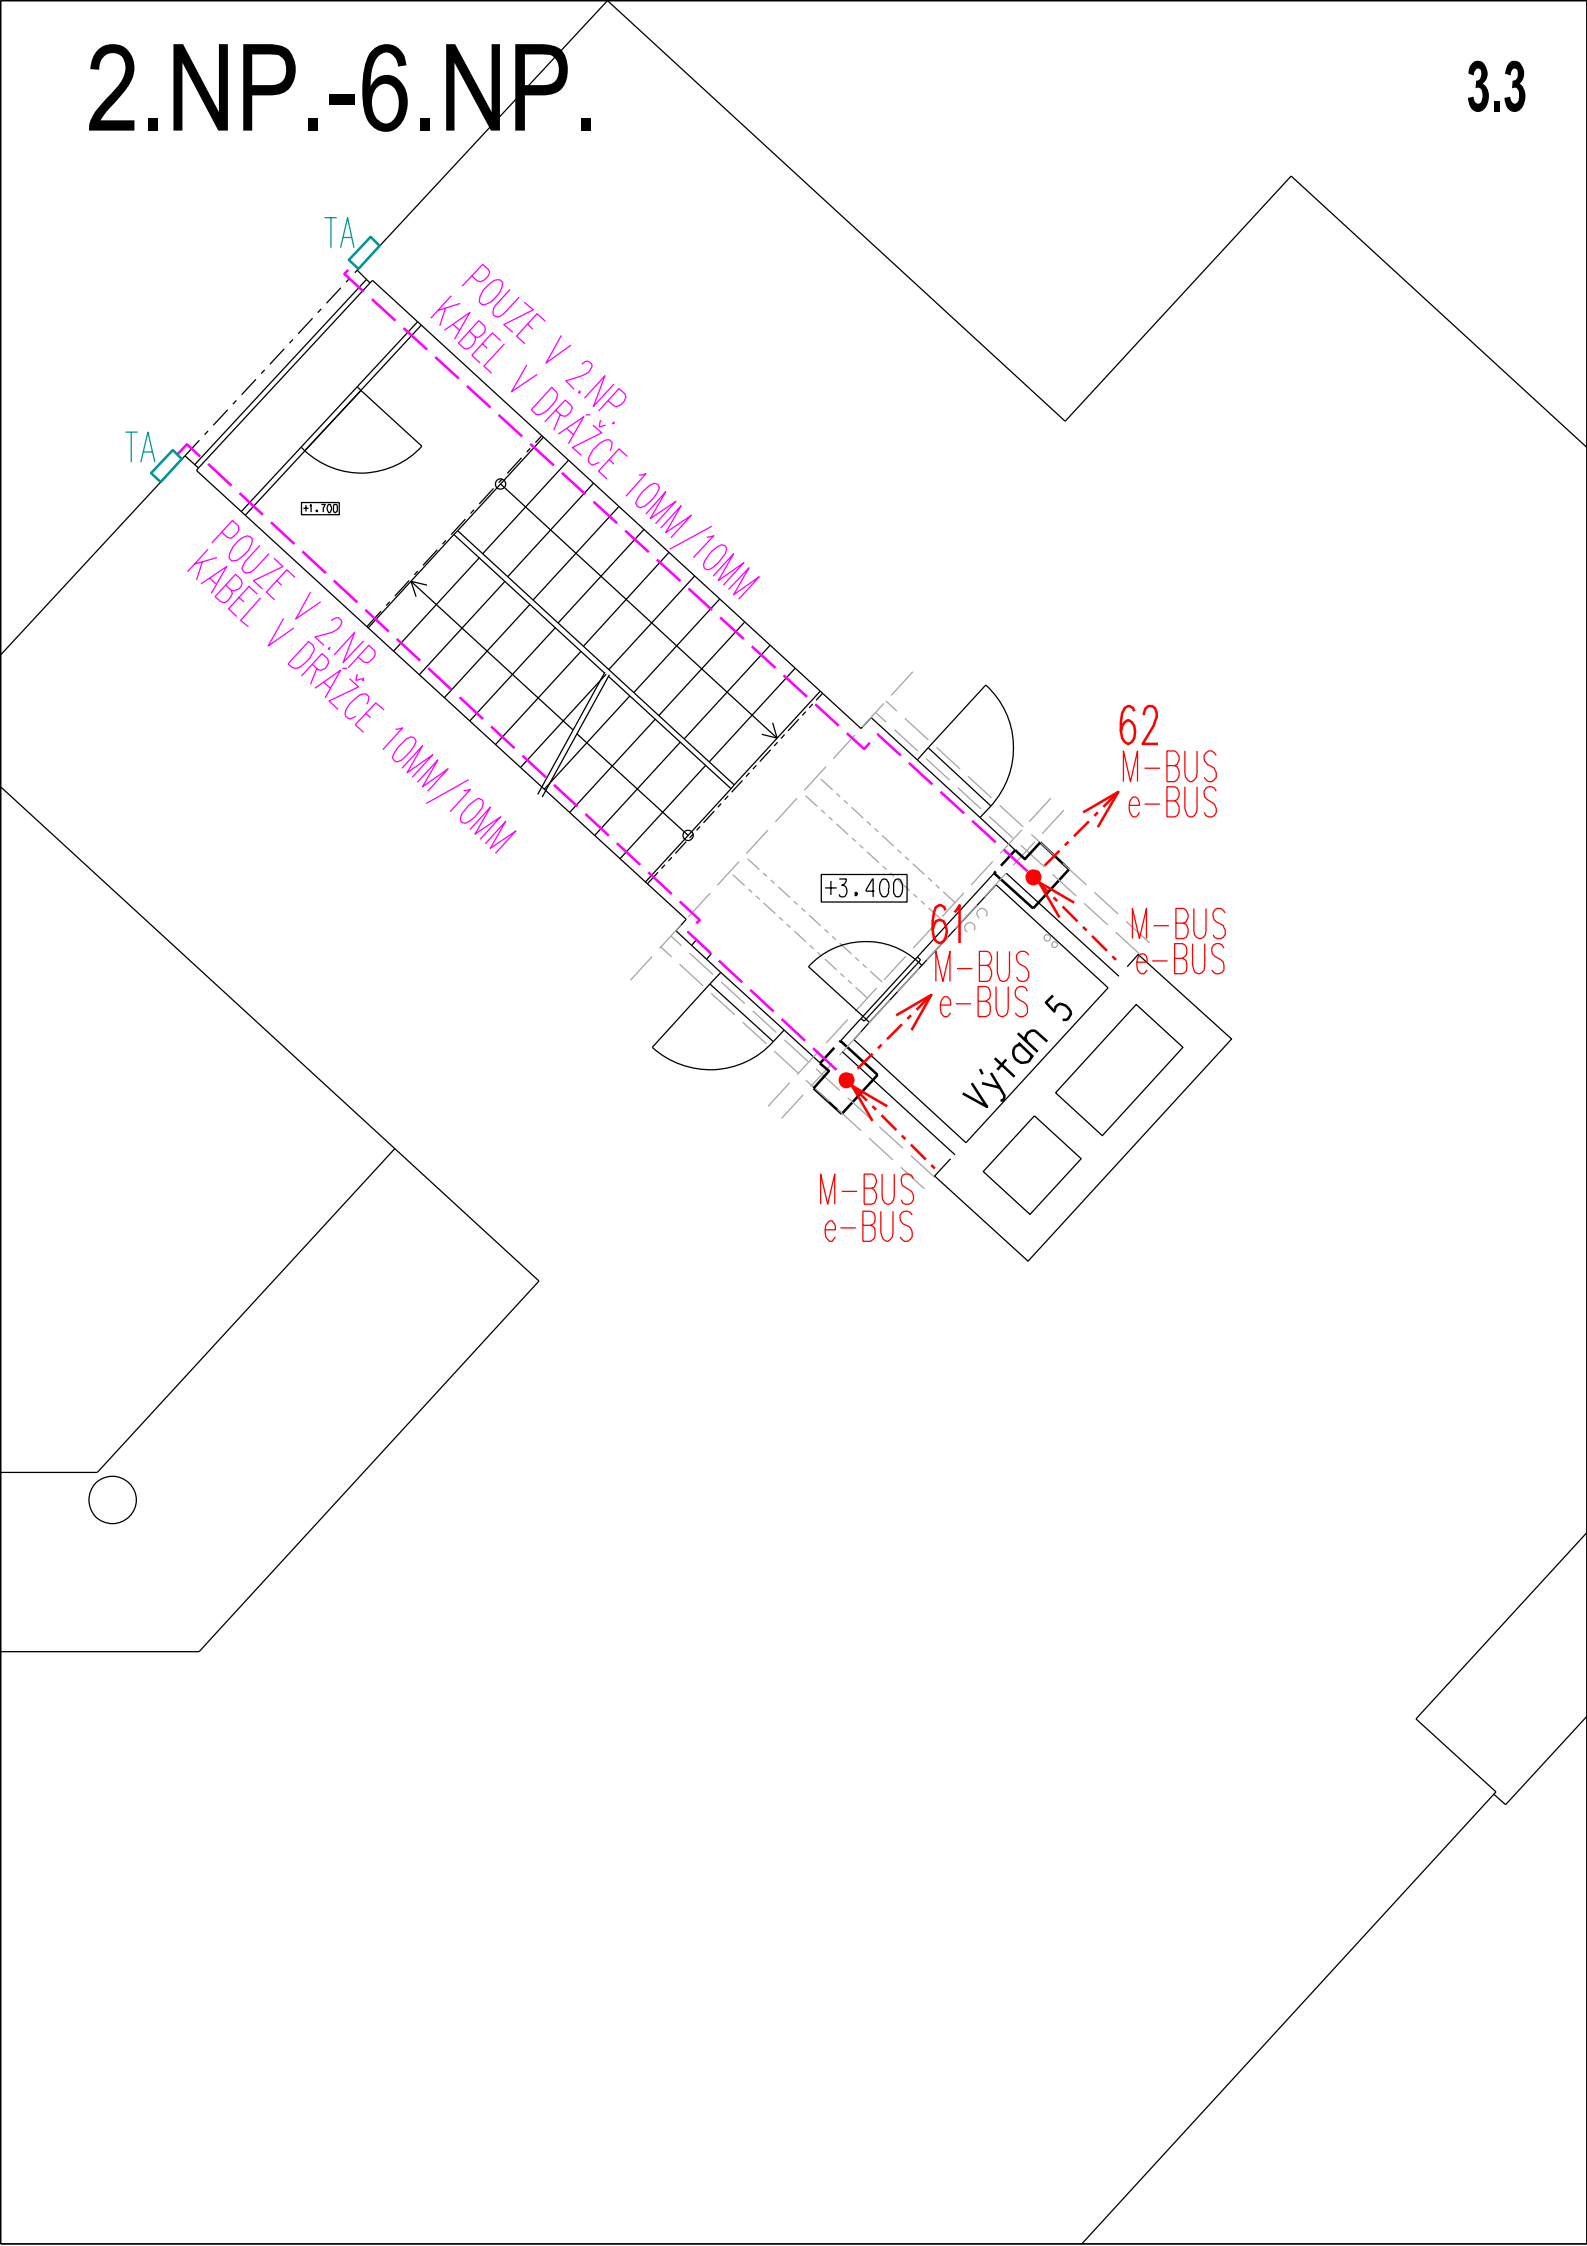 2.NP.-6.NP.
3.3
TA
POUZE V 2.NP.
KABEL V DRÁŽCE 10MM/10MM
TA
+1.700
POUZE V 2.NP
KABEL V DRÁŽCE 10MM/10MM
62
M-BUS
e-BUS
+3.400
61
M-BUS
e-BUS
M-BUS
e-BUS
Výtah 5
M-BUS
e-BUS